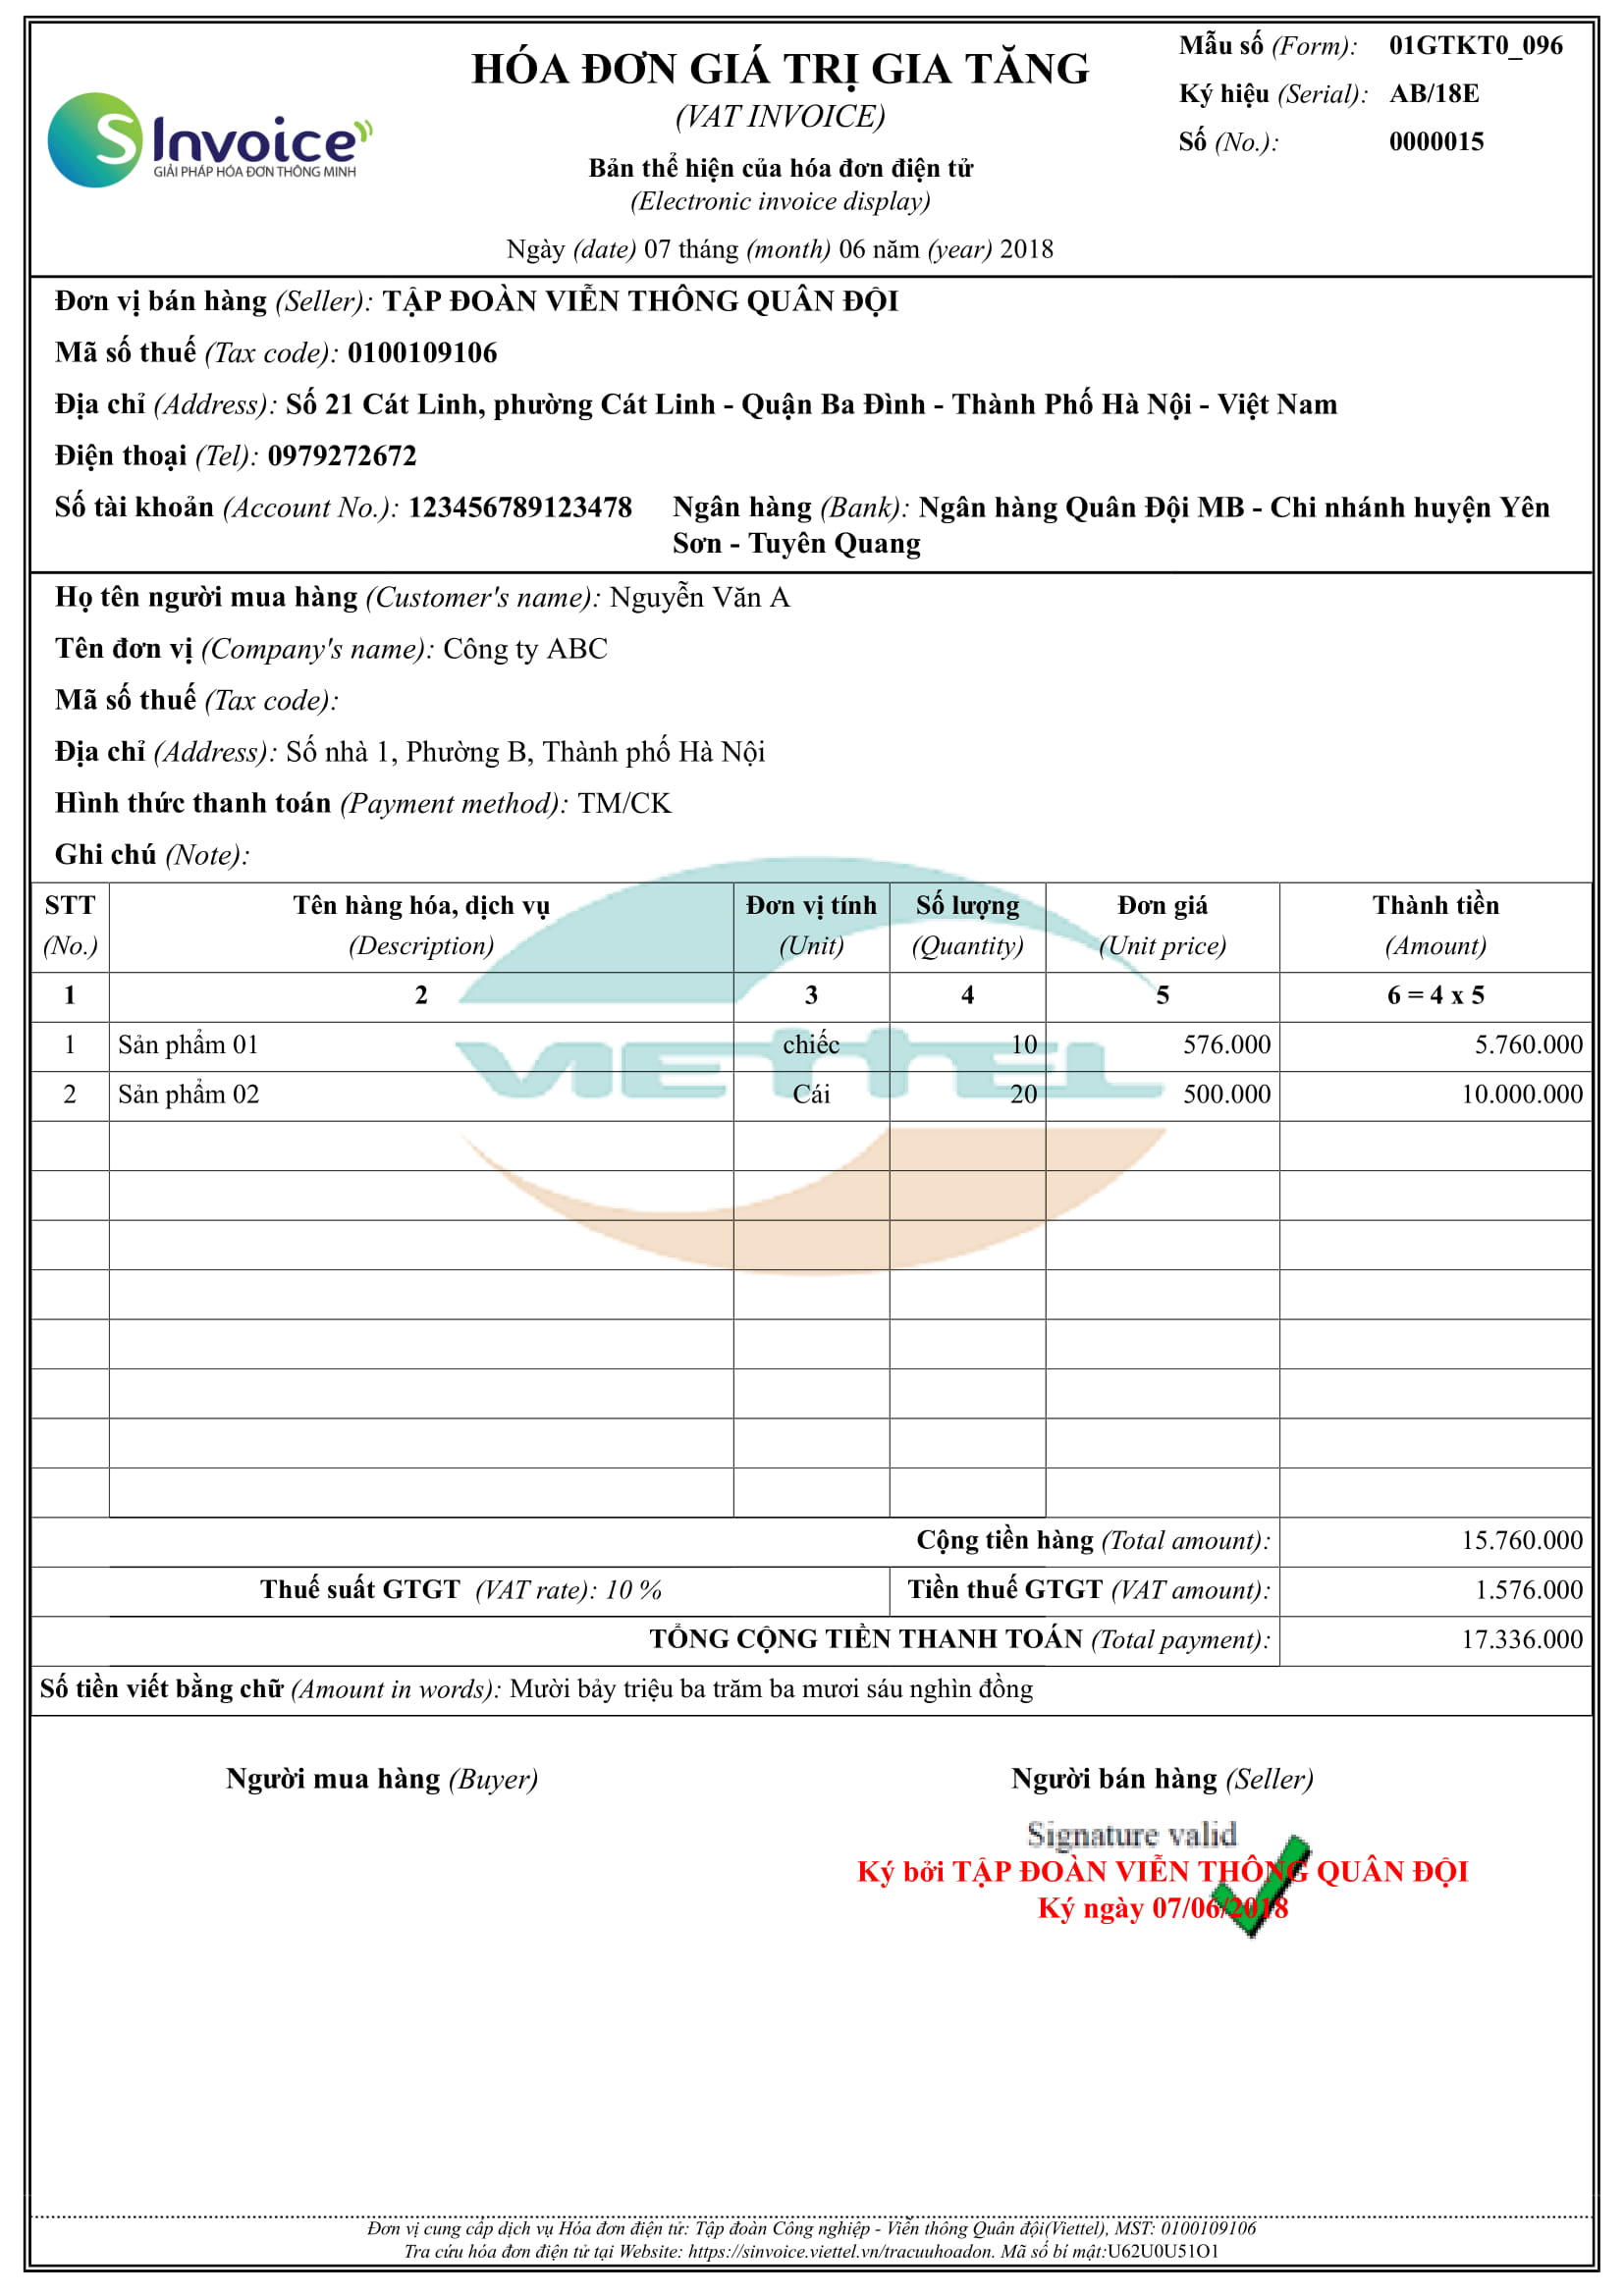 HÓA ĐƠN GIÁ TRỊ GIA TĂNG
(VAT INVOICE)
Bản thể hiện của hóa đơn điện tử
(Electronic invoice display)
Ngày (date) 07 tháng (month) 06 năm (year) 2018
S Invoice
GIẢI PHÁP HÓA ĐƠN THÔNG MINH
Mẫu số (Form): 01GTKT0_096
Ký hiệu (Serial): AB/18E
Số (No.): 0000015
Đơn vị bán hàng (Seller): TẬP ĐOÀN VIỄN THÔNG QUÂN ĐỘI
Mã số thuế (Tax code): 0100109106
Địa chỉ (Address): Số 21 Cát Linh, phường Cát Linh - Quận Ba Đình - Thành Phố Hà Nội - Việt Nam
Điện thoại (Tel): 0979272672
Số tài khoản (Account No.): 123456789123478 Ngân hàng (Bank): Ngân hàng Quân Đội MB - Chi nhánh huyện Yên
Sơn - Tuyên Quang
Họ tên người mua hàng (Customer's name): Nguyễn Văn A
Tên đơn vị (Company's name): Công ty ABC
Mã số thuế (Tax code):
Địa chỉ (Address): Số nhà 1, Phường B, Thành phố Hà Nội
Hình thức thanh toán (Payment method): TM/CK
Ghi chú (Note):
STT Tên hàng hóa, dịch vụ Đơn vị tính Số lượng Đơn giá Thành tiền
(No.) (Description) (Unit) (Quantity) (Unit price) (Amount)
1 2 3 4 5 6 = 4 x 5
1 Sản phẩm 01 chiếc 10 576.000 5.760.000
VIETTEL
2 Sản phẩm 02 Cái 20 500.000 10.000.000
Cộng tiền hàng (Total amount): 15.760.000
Thuế suất GTGT (VAT rate): 10 % Tiền thuế GTGT (VAT amount): 1.576.000
TỔNG CỘNG TIỀN THANH TOÁN (Total payment): 17.336.000
Số tiền viết bằng chữ (Amount in words): Mười bảy triệu ba trăm ba mươi sáu nghìn đồng
Người mua hàng (Buyer) Người bán hàng (Seller)
Signature valid
Ký bởi TẬP ĐOÀN VIỄN THÔNG QUÂN ĐỘI
Ký ngày 07/06/2018
Đơn vị cung cấp dịch vụ Hóa đơn điện tử: Tập đoàn Công nghiệp - Viễn thông Quân đội(Viettel), MST: 0100109106
Tra cứu hóa đơn điện tử tại Website: https://sinvoice.viettel.vn/tracuuhoadon. Mã số bí mật:U62U0U51O1